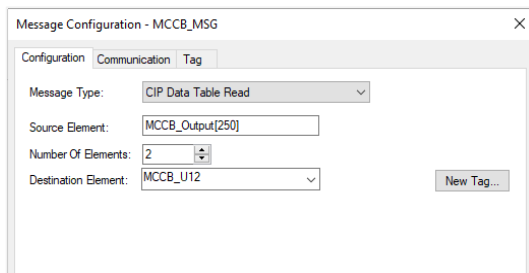 Message Configuration - MCCB_MSG
Configuration Communication Tag
Message Type: CIP Data Table Read
Source Element: MCCB_Output[250]
Number Of Elements: 2
Destination Element: MCCB_U12 New Tag...